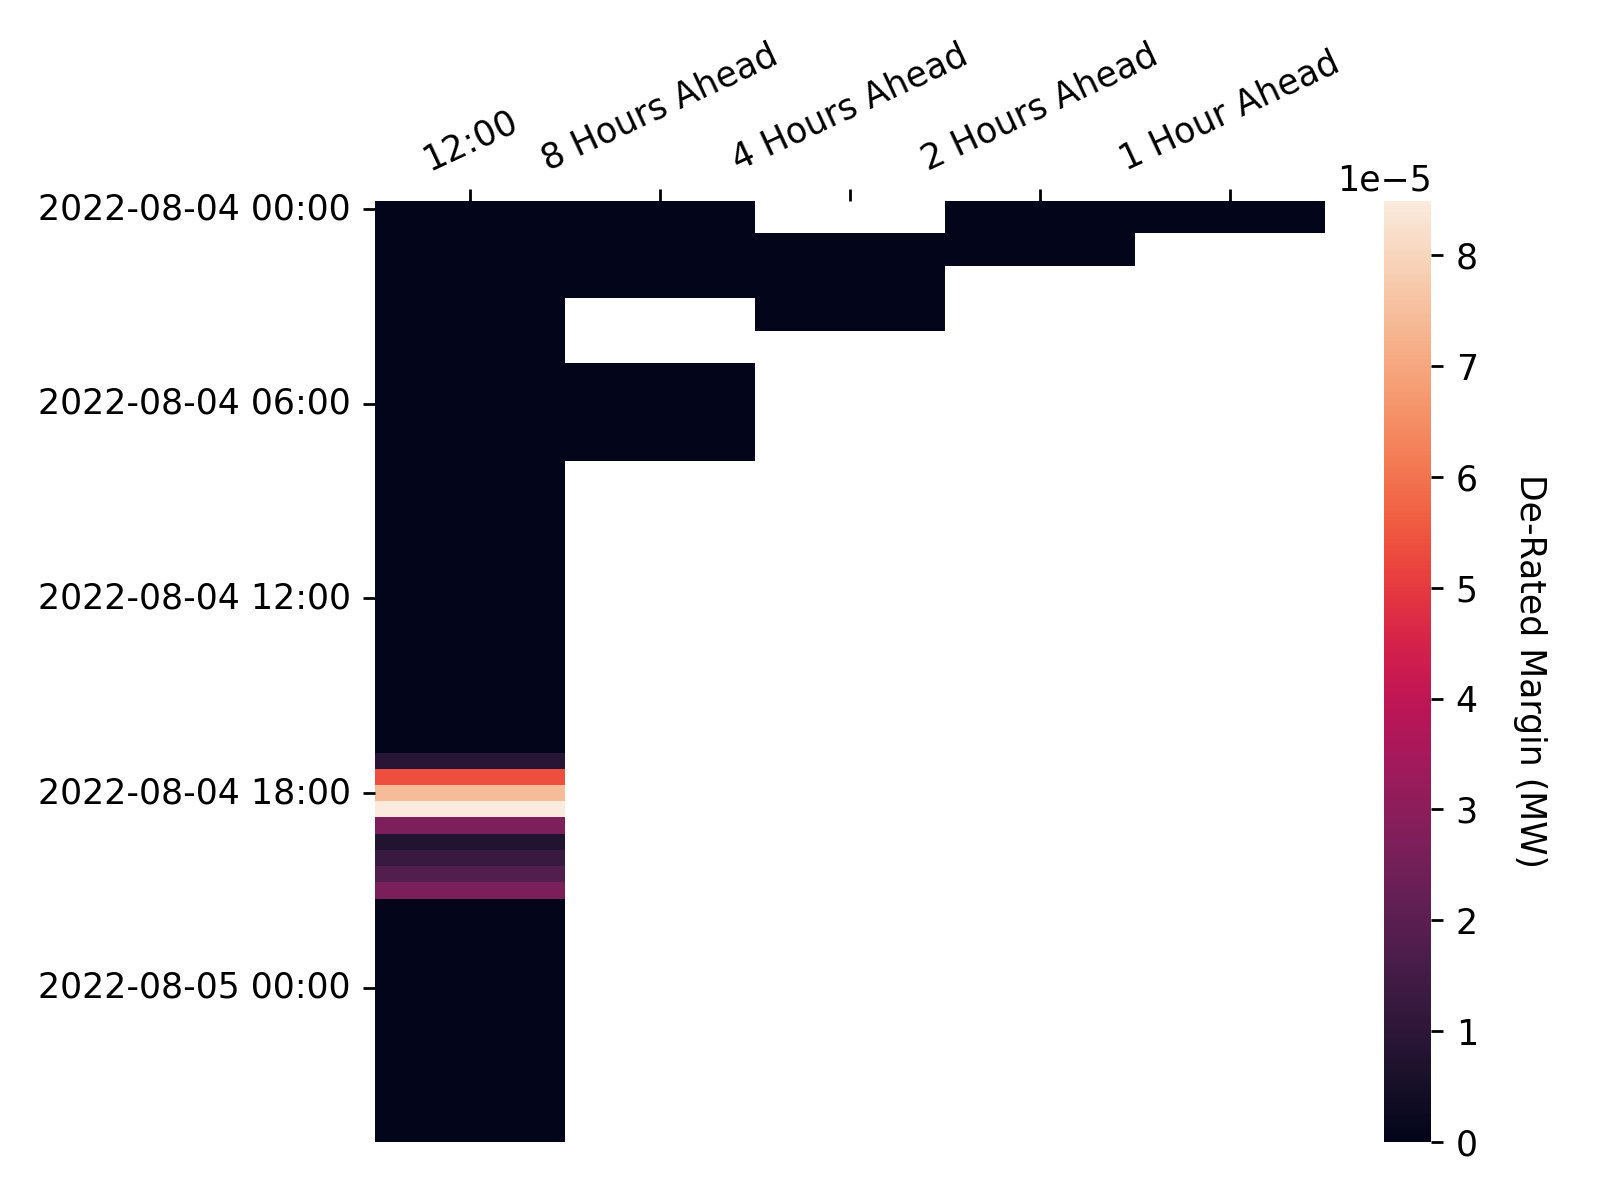 12:00
8 Hours Ahead
4 Hours Ahead
2 Hours Ahead
1 Hour Ahead
1e−5
2022-08-04 00:00
2022-08-04 06:00
2022-08-04 12:00
2022-08-04 18:00
2022-08-05 00:00
8
7
6
5
4
3
2
1
0
De-Rated Margin (MW)